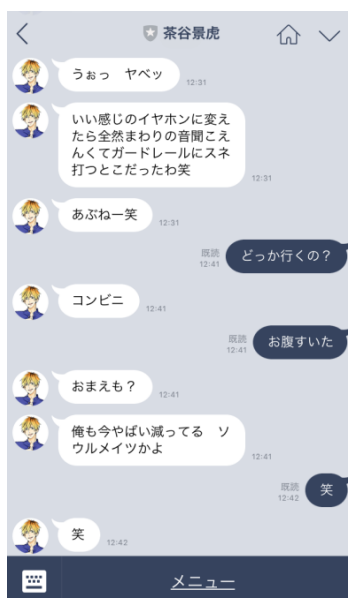 茶谷景虎
うぉっ ヤベッ
12:31
いい感じのイヤホンに変え
たら全然まわりの音聞こえ
んくてガードレールにスネ
打つとこだったわ笑
12:31
あぶねー笑
12:31
既読
12:41
どっか行くの？
コンビニ
12:41
既読
12:41
お腹すいた
おまえも？
12:41
俺も今やばい減ってる ソ
ウルメイツかよ
12:41
既読
12:42
笑
笑
12:42
メニュー